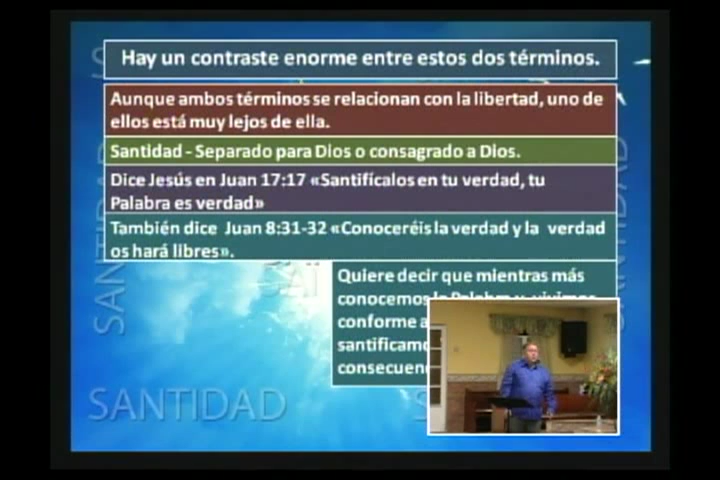 Hay un contraste enorme entre estos dos términos.
Aunque ambos términos se relacionan con la libertad, uno de
ellos está muy lejos de ella.
Santidad - Separado para Dios o consagrado a Dios.
Dice Jesús en Juan 17:17 «Santifícalos en tu verdad, tu
Palabra es verdad»
También dice Juan 8:31-32 «Conoceréis la verdad y la verdad
os hará libres».
Quiere decir que mientras más
conocemos
conforme
SANTIDAD